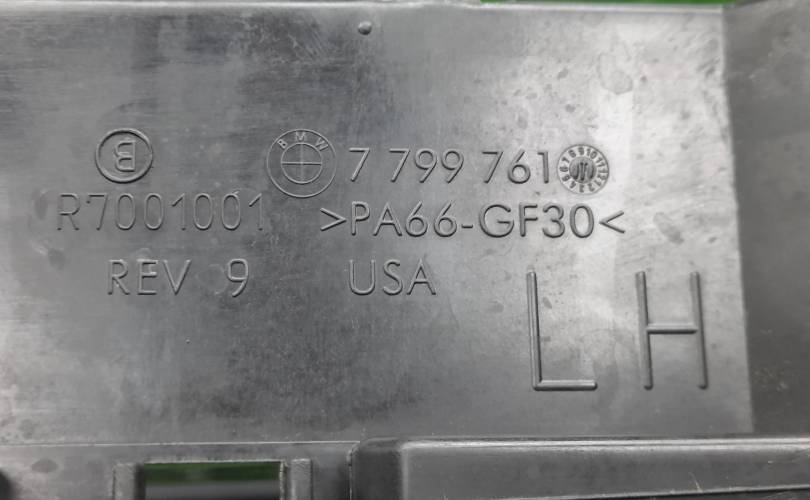 B BMW 7 799 761
R7001001 >PA66-GF30<
REV 9 USA
LH